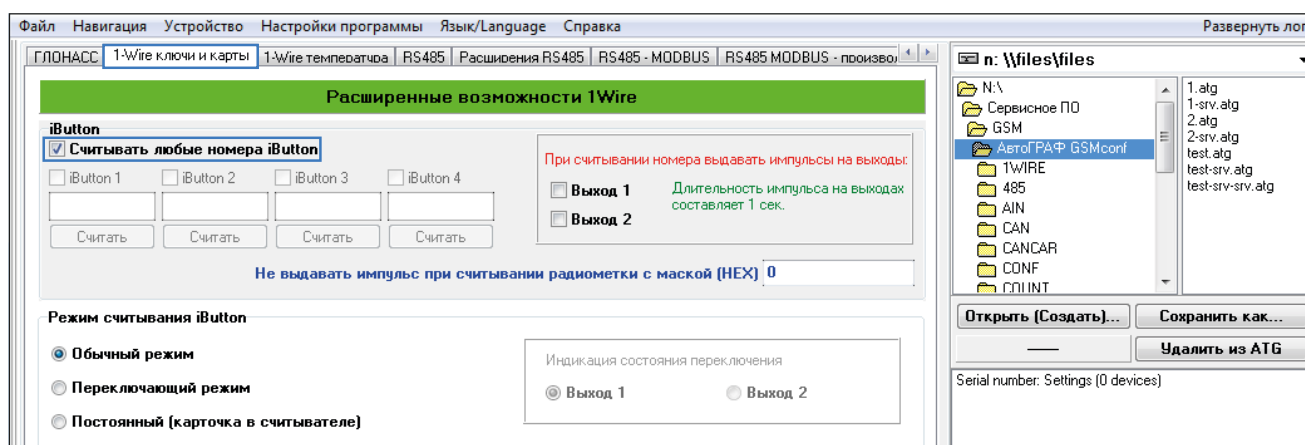 Файл Навигация Устройство Настройки программы Язык/Language Справка Развернуть лог
ГЛОНАСС 1-Wire ключи и карты 1-Wire температура RS485 Расширения RS485 RS485 - MODBUS RS485 MODBUS - произвол
Расширенные возможности 1Wire
iButton
Считывать любые номера iButton
iButton 1 iButton 2 iButton 3 iButton 4
Считать Считать Считать Считать
При считывании номера выдавать импульсы на выходы:
Выход 1
Выход 2
Длительность импульса на выходах
составляет 1 сек.
Не выдавать импульс при считывании радиометки с маской (HEX) 0
Режим считывания iButton
Обычный режим
Переключающий режим
Постоянный (карточка в считывателе)
Индикация состояния переключения
Выход 1 Выход 2
n: \\files\files
N:\
Сервисное ПО
GSM
АвтоГРАФ GSMconf
1WIRE
485
AIN
CAN
CANCAR
CONF
COUNT
1.atg
1-srv.atg
2.atg
2-srv.atg
test.atg
test-srv.atg
test-srv-srv.atg
Открыть (Создать)... Сохранить как...
Удалить из ATG
Serial number: Settings (0 devices)